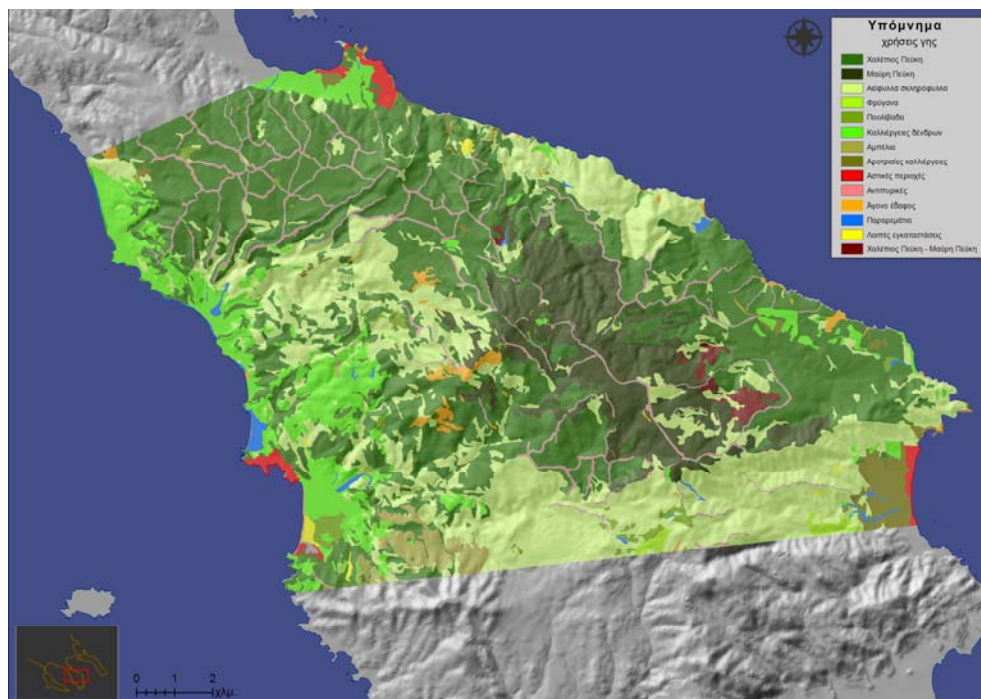 Υπόμνημα
χρήσεις γης
Χαλέπιος Πεύκη
Μαύρη Πεύκη
Αείφυλλα σκληρόφυλλα
Φρύγανα
Ποολίβαδα
Καλλιέργειες δένδρων
Αμπέλια
Αροτριαίες καλλιέργειες
Αστικές περιοχές
Αντιπυρικές
Άγονο έδαφος
Παραρεμάτια
Λοιπές εγκαταστάσεις
Χαλέπιος Πεύκη - Μαύρη Πεύκη
0 1 2
χλμ.